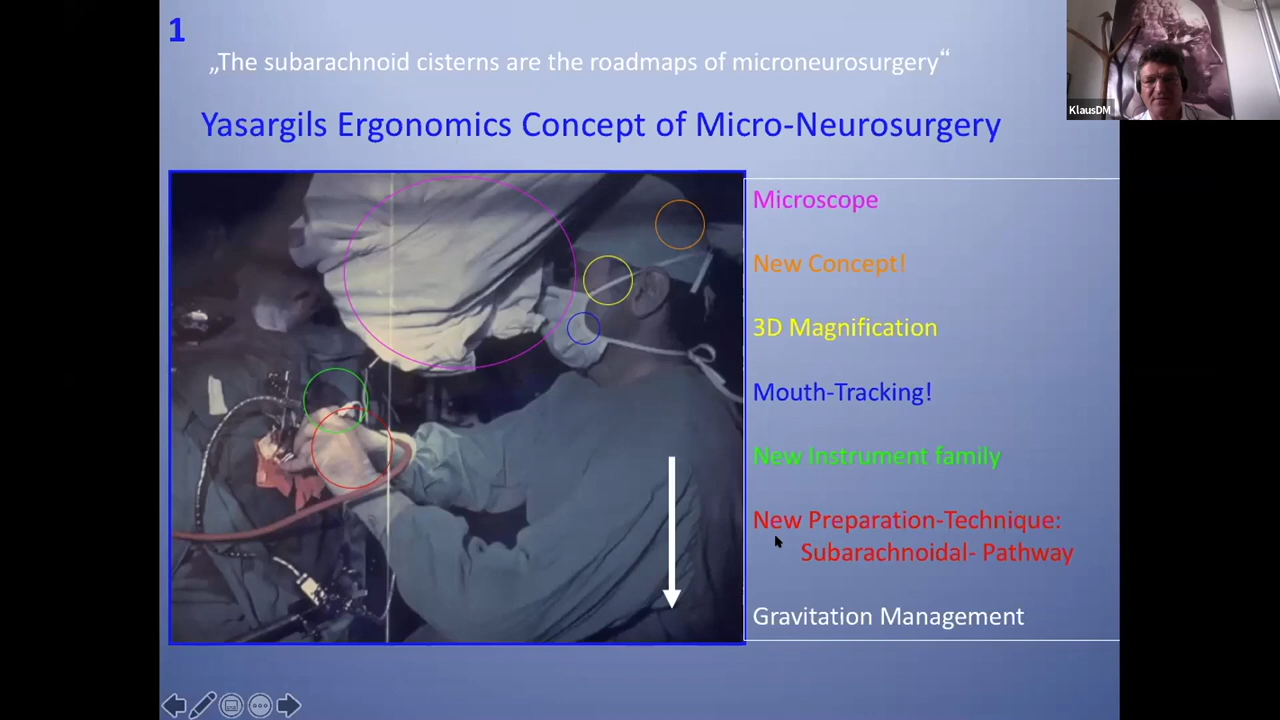 1
„The subarachnoid cisterns are the roadmaps of microneurosurgery“
KlausDM
Yasargils Ergonomics Concept of Micro-Neurosurgery
Microscope
New Concept!
3D Magnification
Mouth-Tracking!
New Instrument family
New Preparation-Technique:
Subarachnoidal- Pathway
Gravitation Management